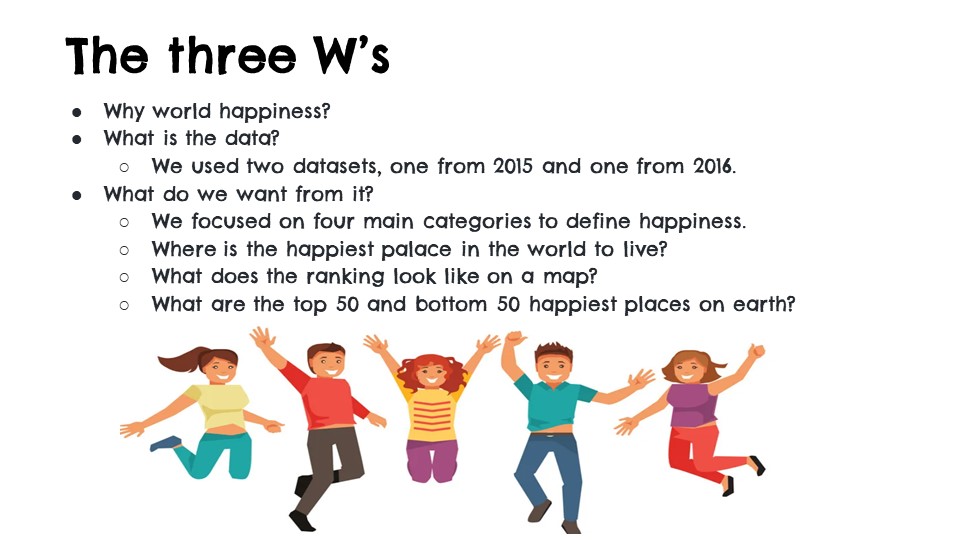 The three W's
● Why world happiness?
● What is the data?
○ We used two datasets, one from 2015 and one from 2016.
● What do we want from it?
○ We focused on four main categories to define happiness.
○ Where is the happiest palace in the world to live?
○ What does the ranking look like on a map?
○ What are the top 50 and bottom 50 happiest places on earth?